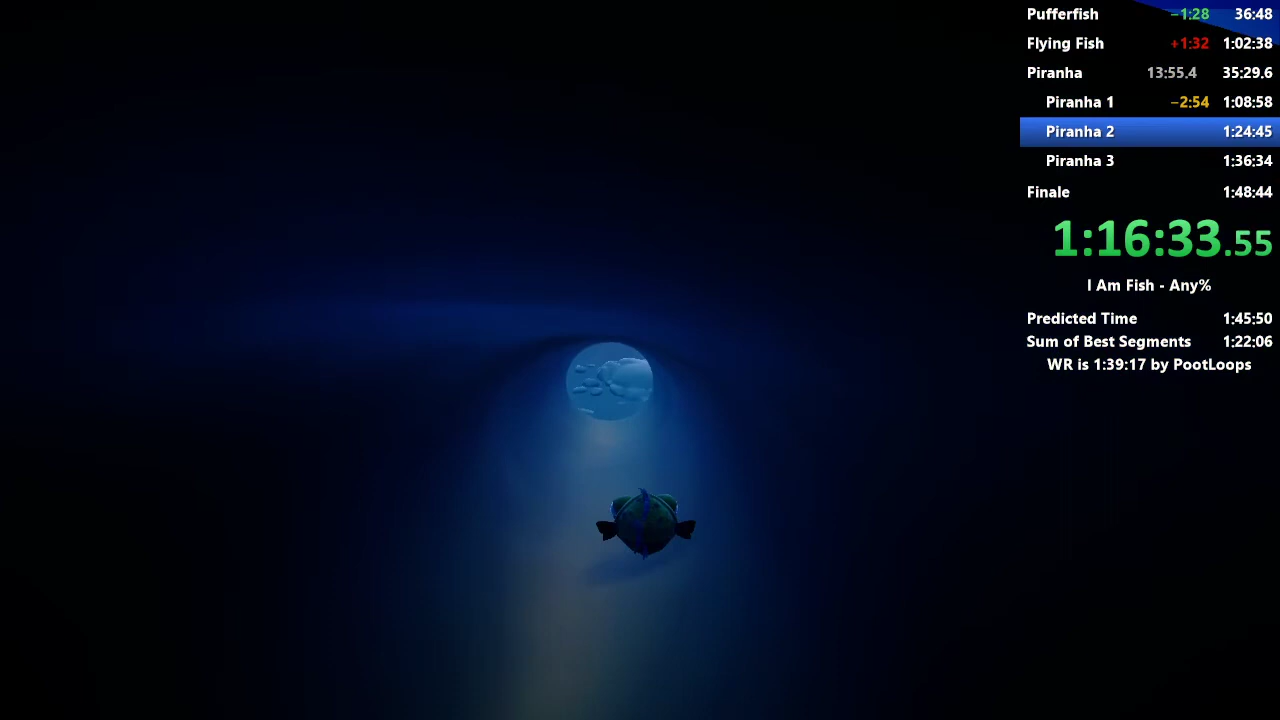 Pufferfish −1:28 36:48
Flying Fish +1:32 1:02:38
Piranha 13:55.4 35:29.6
Piranha 1 −2:54 1:08:58
Piranha 2 1:24:45
Piranha 3 1:36:34
Finale 1:48:44
1:16:33.55
I Am Fish - Any%
Predicted Time 1:45:50
Sum of Best Segments 1:22:06
WR is 1:39:17 by PootLoops